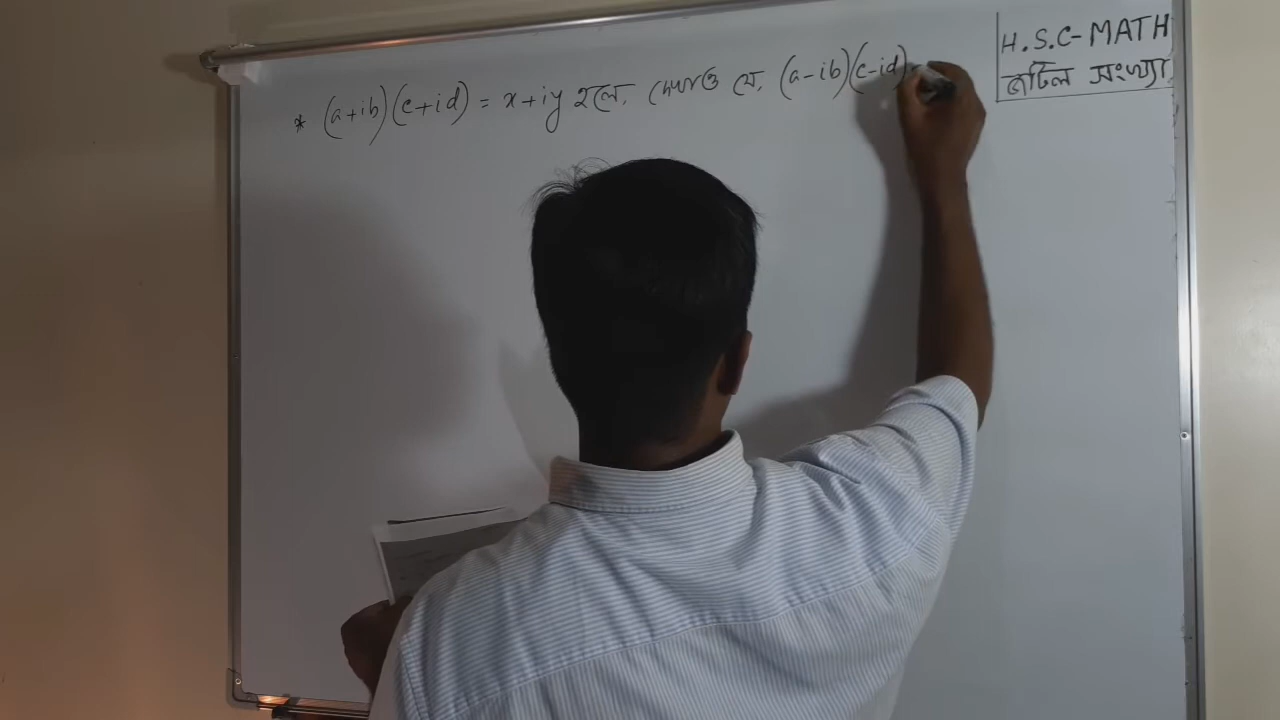 H.S.C-MATH
জটিল সংখ্যা
* (a+ib)(c+id) = x+iy হলে, দেখাও যে, (a-ib)(c-id)